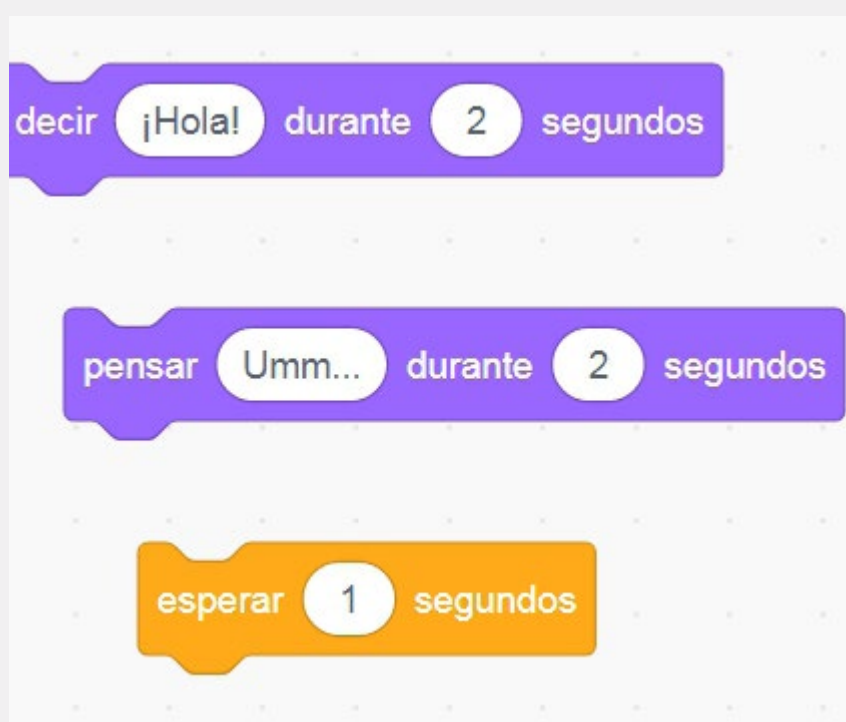 decir ¡Hola! durante 2 segundos
pensar Umm... durante 2 segundos
esperar 1 segundos